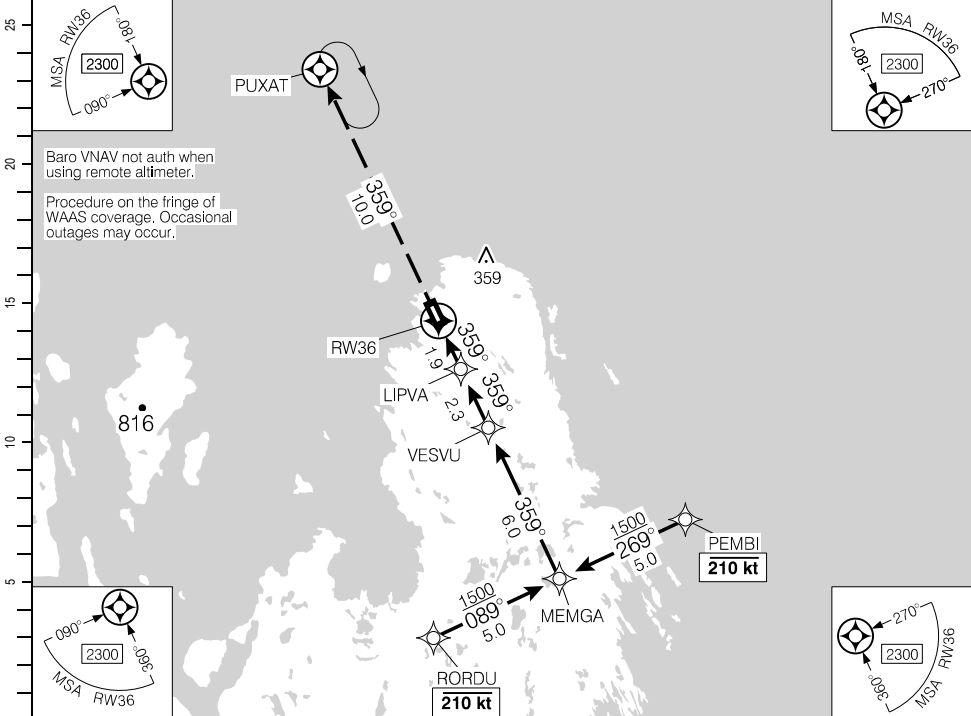 25
20
15
10
5
MSA RW36
180°
2300
090°
MSA RW36
180°
2300
270°
PUXAT
Baro VNAV not auth when
using remote altimeter.
Procedure on the fringe of
WAAS coverage. Occasional
outages may occur.
359°
10.0
359
RW36
359°
1.9
LIPVA
359°
2.3
816
VESVU
359°
6.0
1500
269°
5.0
PEMBI
210 kt
1500
089°
5.0
MEMGA
RORDU
210 kt
090°
2300
360°
MSA RW36
270°
2300
360°
MSA RW36